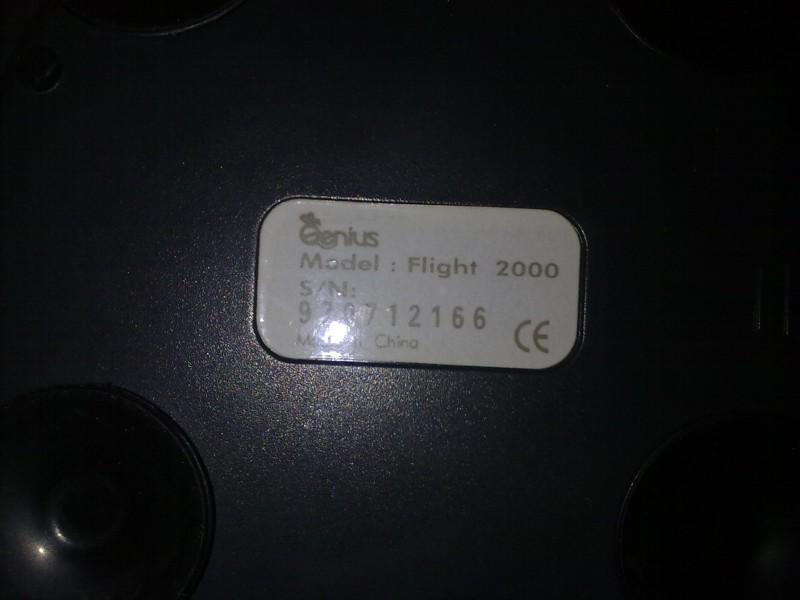 Genius
Model : Flight 2000
S/N:
CE
China